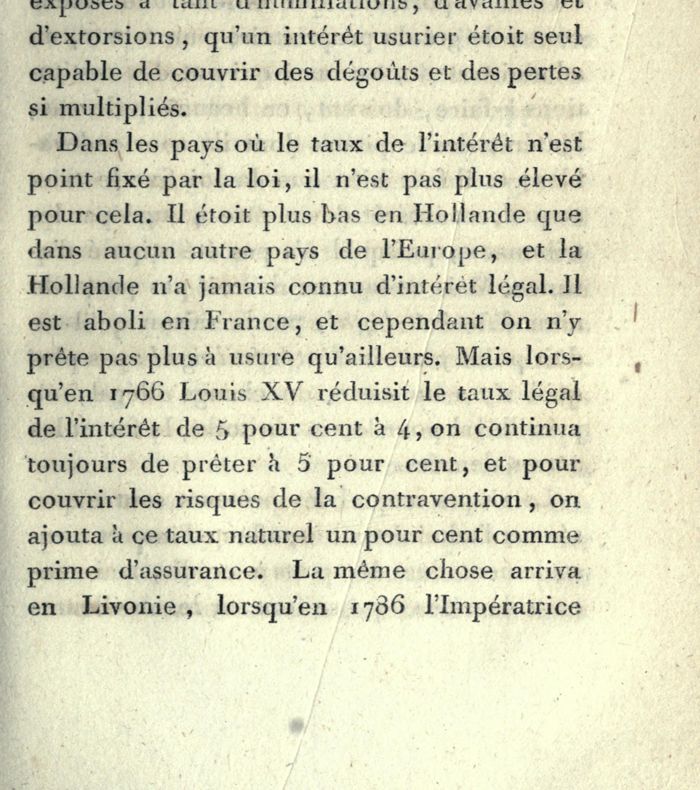 exposés à tant d'humiliations, d'avanies et
d'extorsions, qu'un intérêt usurier étoit seul
capable de couvrir des dégoûts et des pertes
si multipliés.
Dans les pays où le taux de l'intérêt n'est
point fixé par la loi, il n'est pas plus élevé
pour cela. Il étoit plus bas en Hollande que
dans aucun autre pays de l'Europe, et la
Hollande n'a jamais connu d'intérêt légal. Il
est aboli en France, et cependant on n'y
prête pas plus à usure qu'ailleurs. Mais lors-
qu'en 1766 Louis XV réduisit le taux légal
de l'intérêt de 5 pour cent à 4, on continua
toujours de prêter à 5 pour cent, et pour
couvrir les risques de la contravention, on
ajouta à ce taux naturel un pour cent comme
prime d'assurance. La même chose arriva
en Livonie, lorsqu'en 1786 l'Impératrice